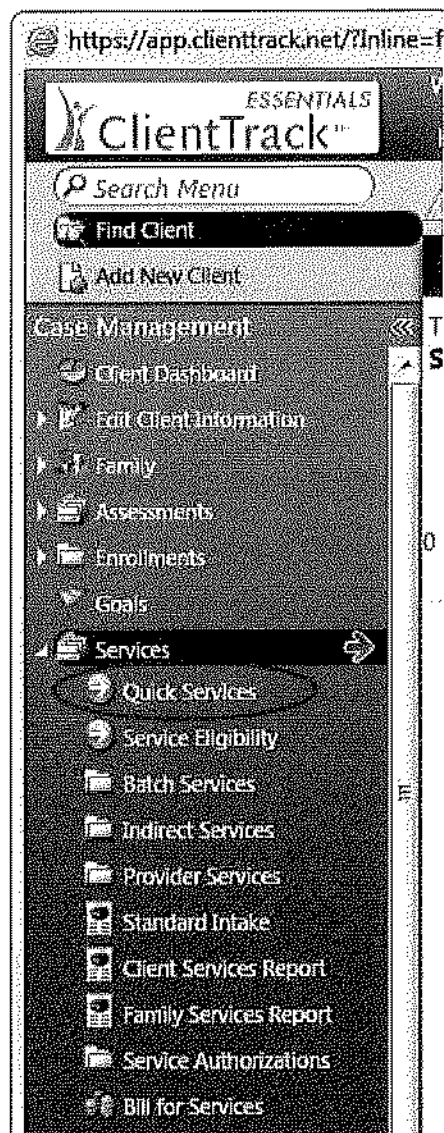 https://app.clienttrack.net/?Inline=f
ESSENTIALS
ClientTrack™
Search Menu
Find Client
Add New Client
Case Management
T
S
Client Dashboard
Edit Client Information
Family
Assessments
Enrollments
0
Goals
Services
Quick Services
Service Eligibility
Batch Services
Indirect Services
Provider Services
Standard Intake
Client Services Report
Family Services Report
Service Authorizations
Bill for Services